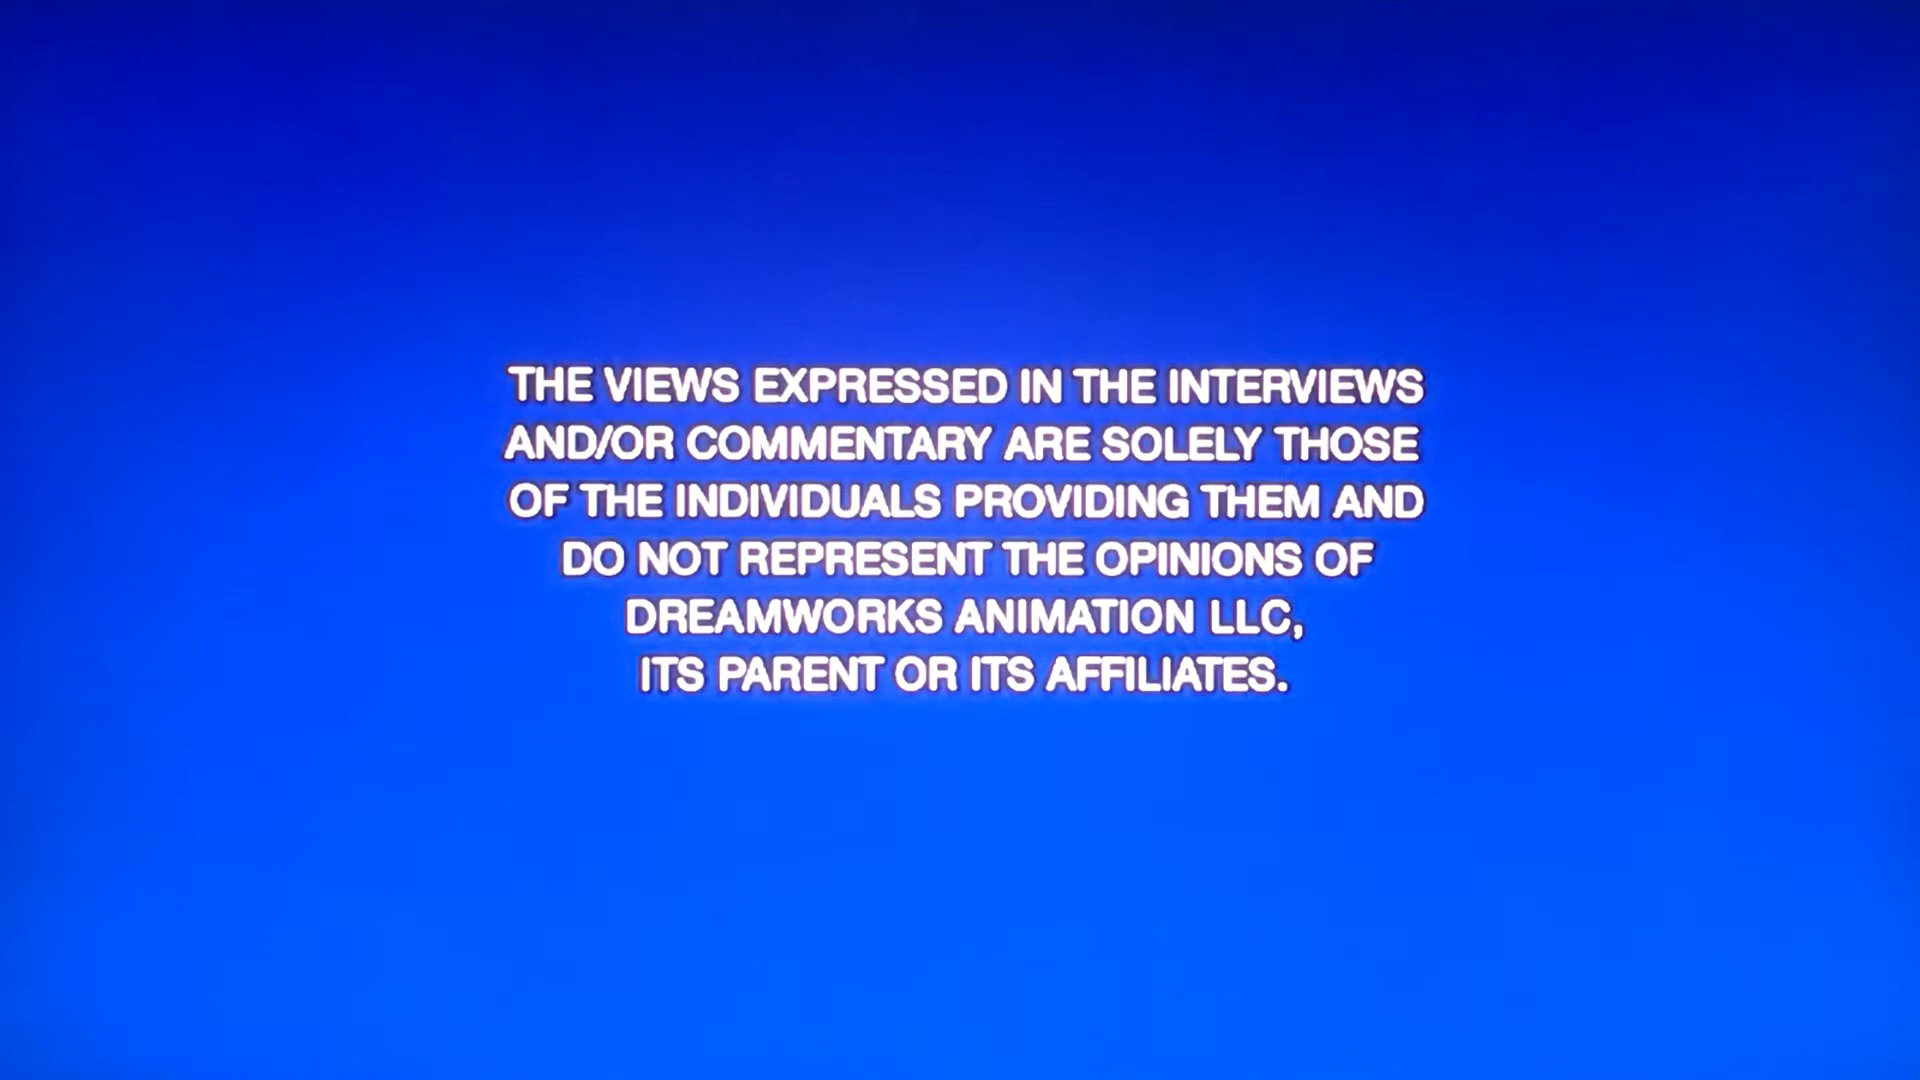 THE VIEWS EXPRESSED IN THE INTERVIEWS
AND/OR COMMENTARY ARE SOLELY THOSE
OF THE INDIVIDUALS PROVIDING THEM AND
DO NOT REPRESENT THE OPINIONS OF
DREAMWORKS ANIMATION LLC,
ITS PARENT OR ITS AFFILIATES.